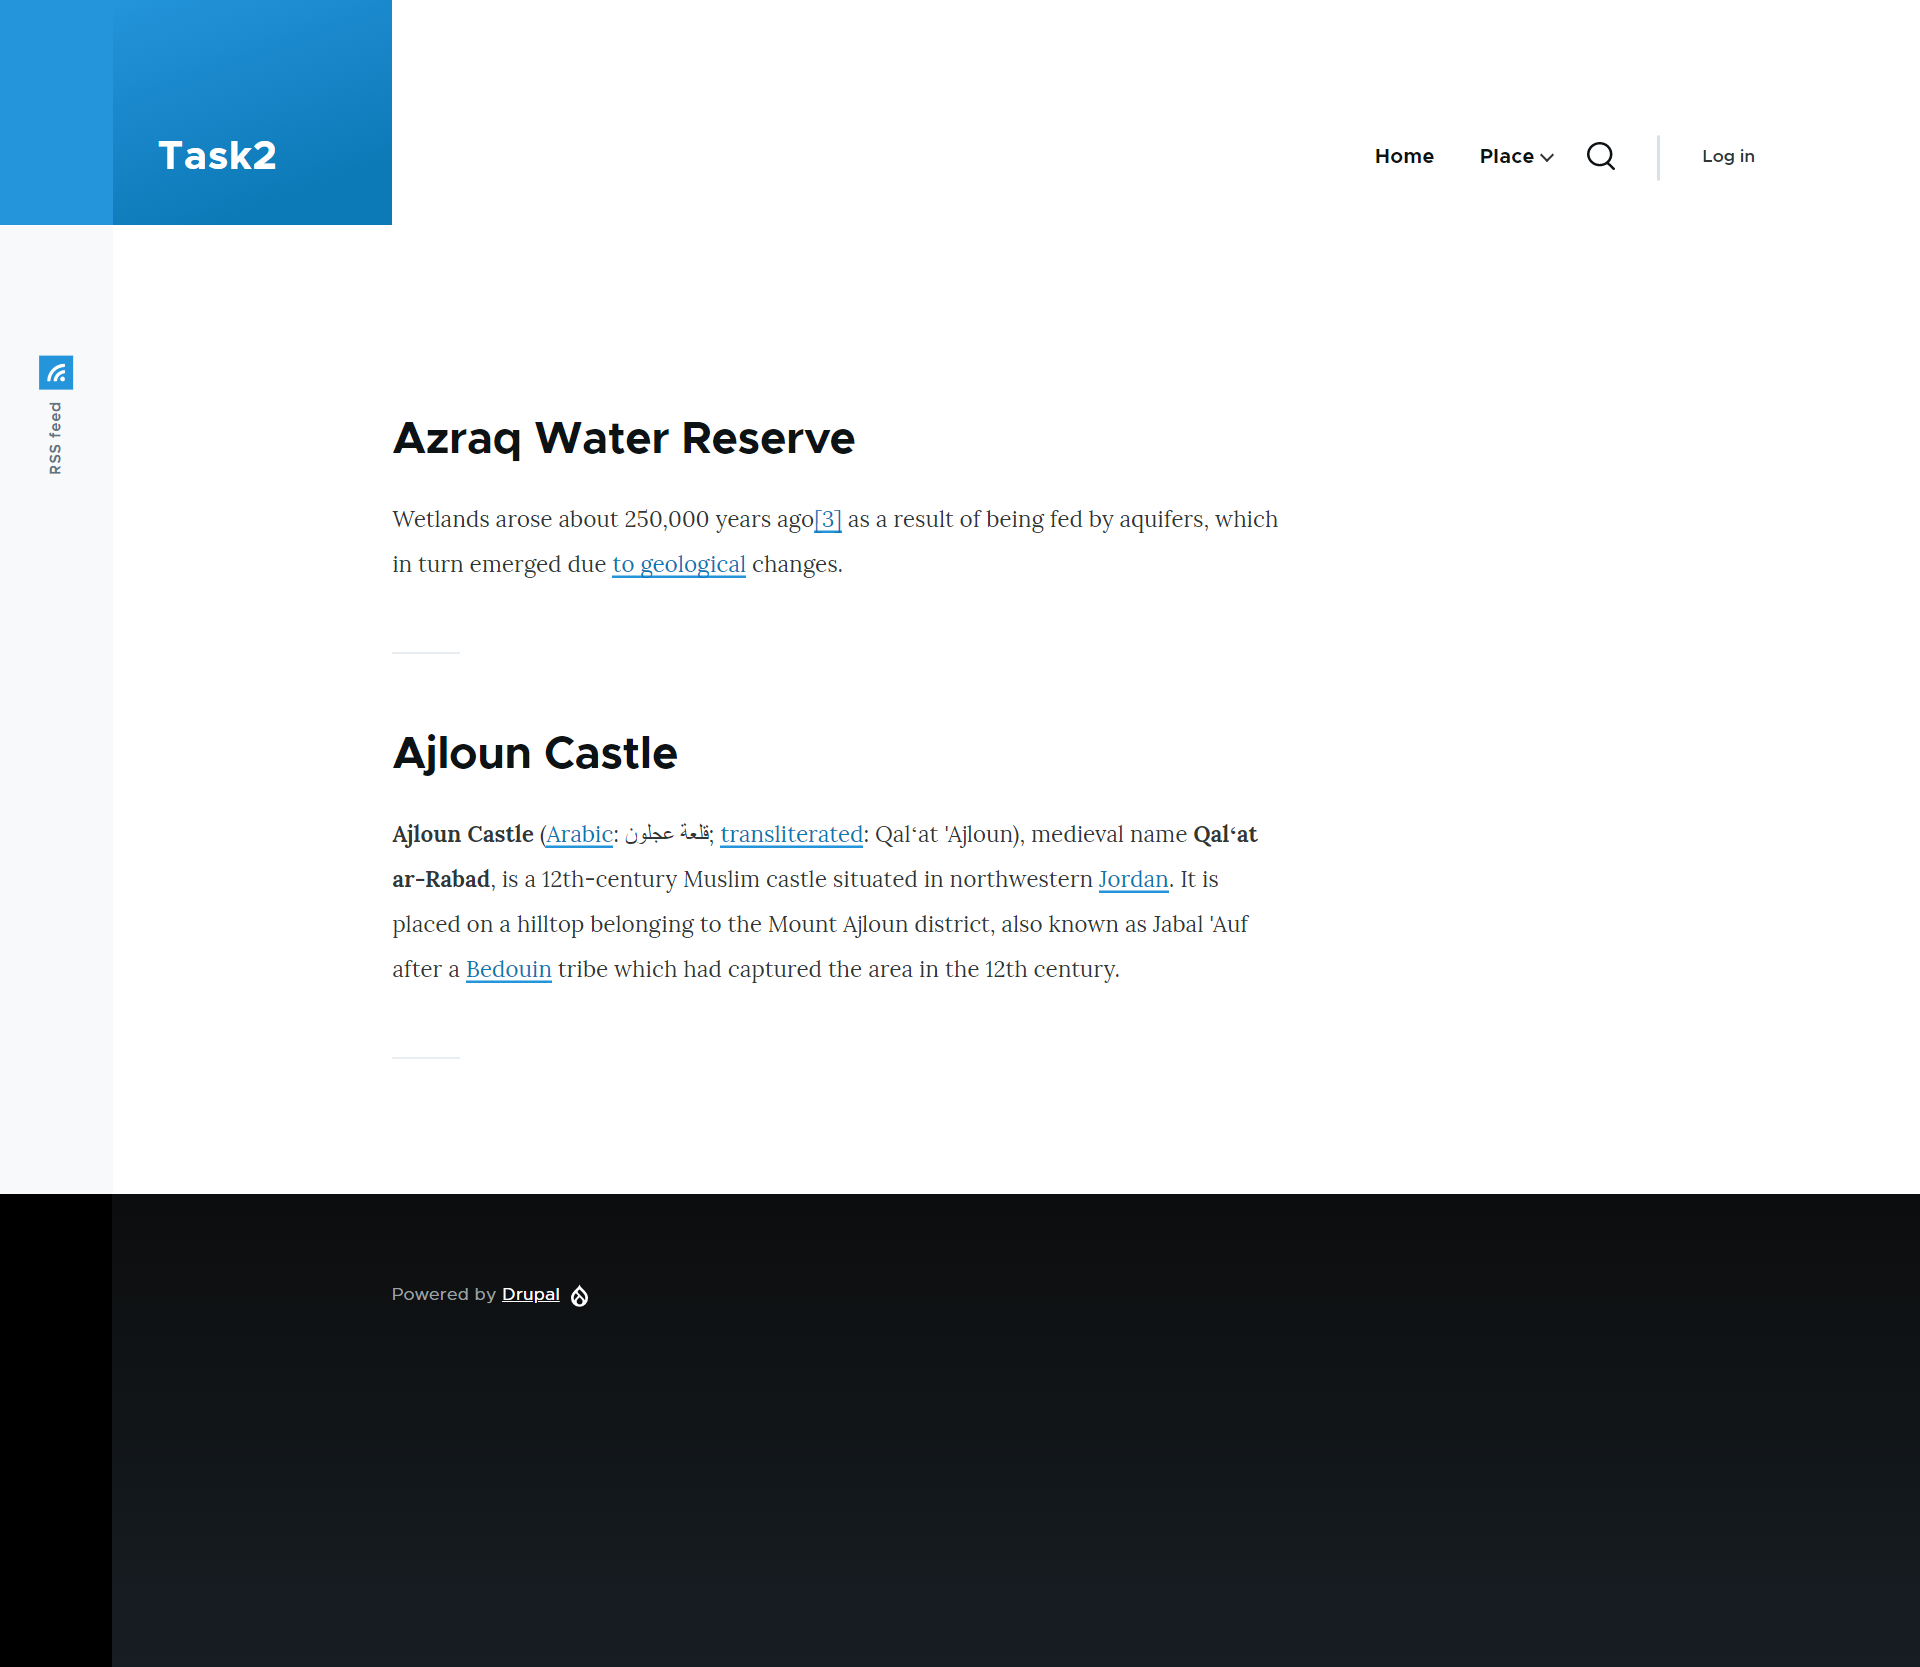 Task2
Home
Place
Log in
RSS feed
Azraq Water Reserve
Wetlands arose about 250,000 years ago[3] as a result of being fed by aquifers, which
in turn emerged due to geological changes.
Ajloun Castle
Ajloun Castle (Arabic: قلعة عجلون; transliterated: Qalʻat 'Ajloun), medieval name Qalʻat
ar-Rabad, is a 12th-century Muslim castle situated in northwestern Jordan. It is
placed on a hilltop belonging to the Mount Ajloun district, also known as Jabal 'Auf
after a Bedouin tribe which had captured the area in the 12th century.
Powered by Drupal